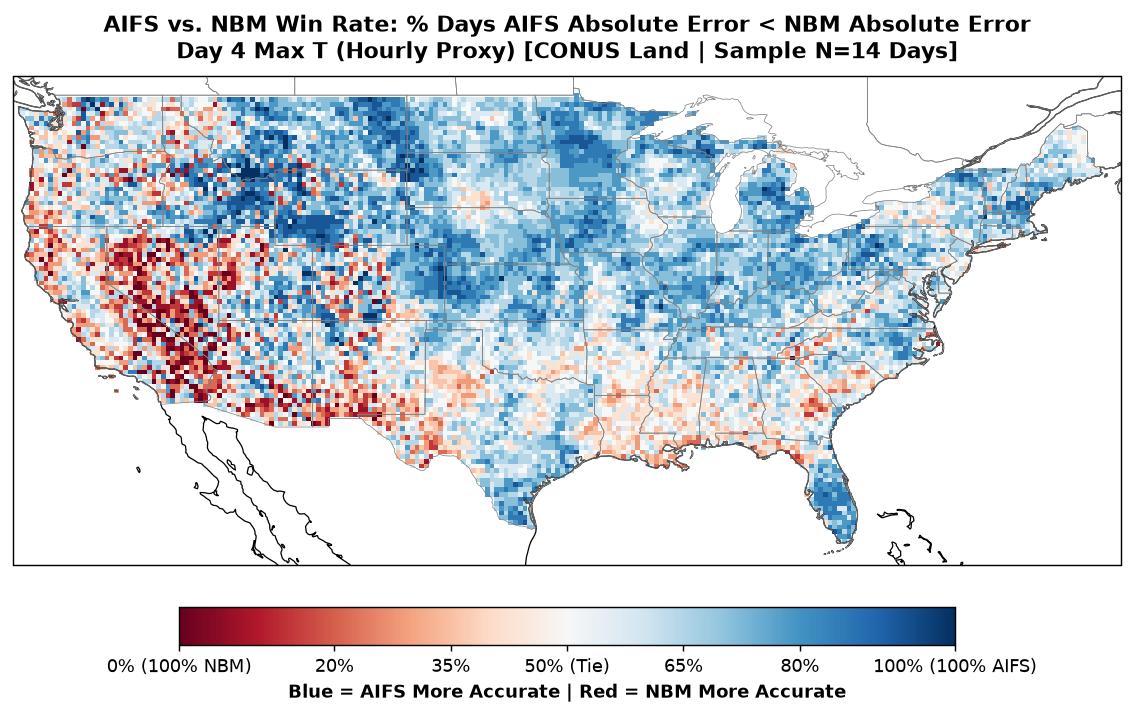 AIFS vs. NBM Win Rate: % Days AIFS Absolute Error < NBM Absolute Error
Day 4 Max T (Hourly Proxy) [CONUS Land | Sample N=14 Days]
0% (100% NBM) 20% 35% 50% (Tie) 65% 80% 100% (100% AIFS)
Blue = AIFS More Accurate | Red = NBM More Accurate